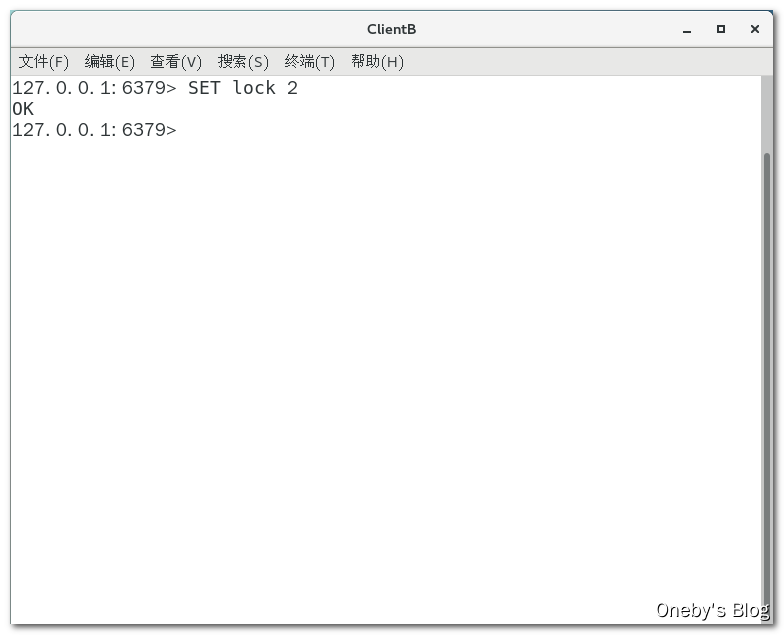 ClientB
文件(F) 编辑(E) 查看(V) 搜索(S) 终端(T) 帮助(H)
127.0.0.1:6379> SET lock 2
OK
127.0.0.1:6379>
Oneby's Blog